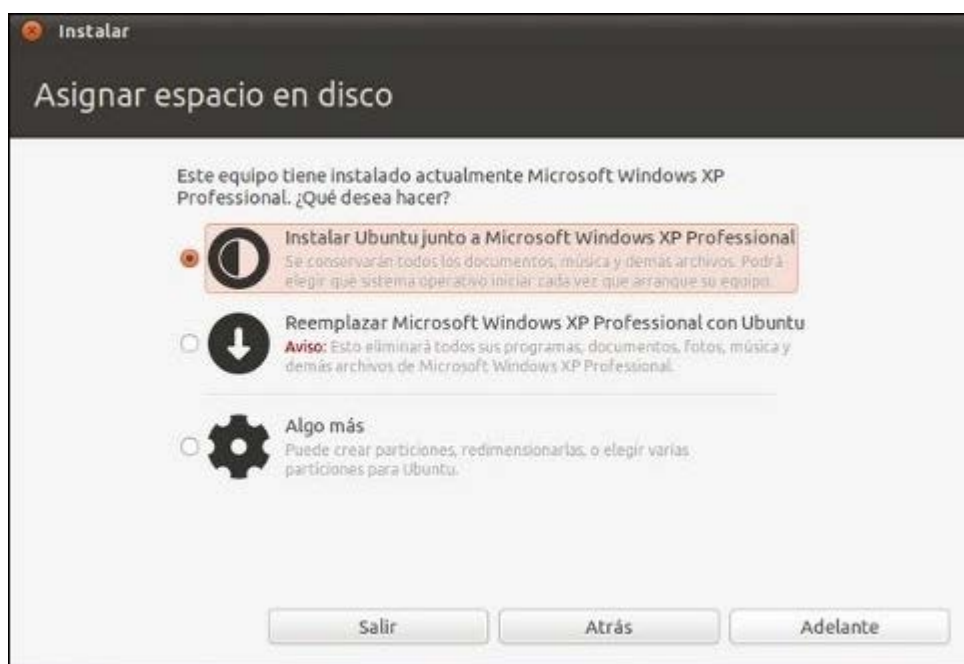 Instalar
Asignar espacio en disco
Este equipo tiene instalado actualmente Microsoft Windows XP
Professional. ¿Qué desea hacer?
Instalar Ubuntu junto a Microsoft Windows XP Professional
Se conservarán todos los documentos, música y demás archivos. Podrá
elegir qué sistema operativo iniciar cada vez que arranque su equipo.
Reemplazar Microsoft Windows XP Professional con Ubuntu
Aviso: Esto eliminará todos sus programas, documentos, fotos, música y
demás archivos de Microsoft Windows XP Professional.
Algo más
Puede crear particiones, redimensionarlas, o elegir varias
particiones para Ubuntu.
Salir
Atrás
Adelante